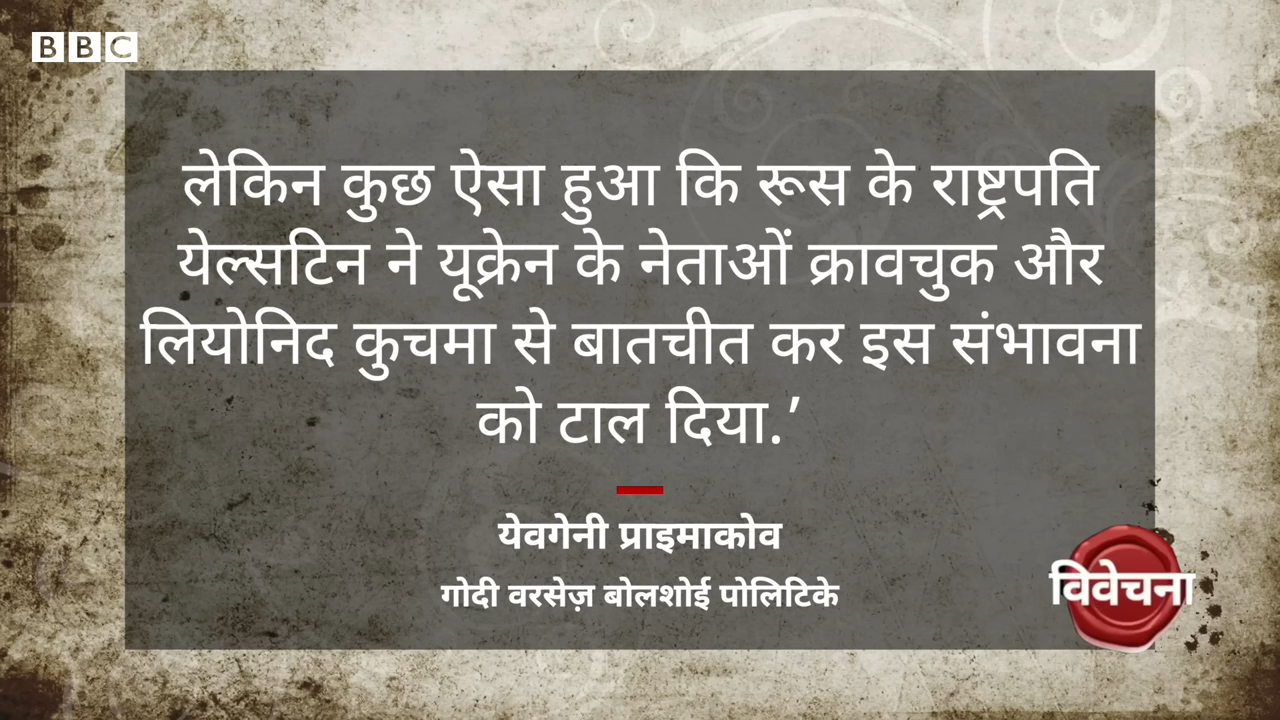 BBC
लेकिन कुछ ऐसा हुआ कि रूस के राष्ट्रपति
येल्सटिन ने यूक्रेन के नेताओं क्रावचुक और
लियोनिद कुचमा से बातचीत कर इस संभावना
को टाल दिया.’
येवगेनी प्राइमाकोव
गोदी वरसेज़ बोलशोई पोलिटिके
विवेचना